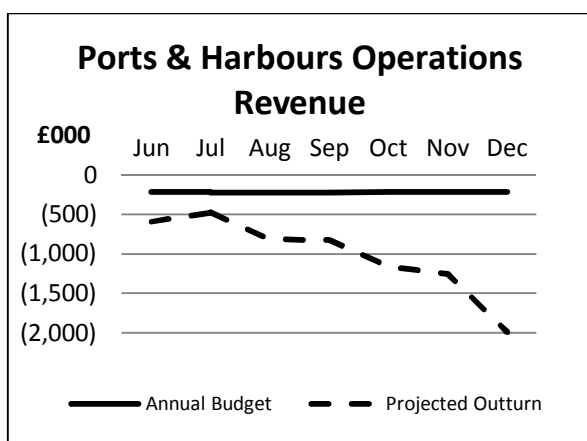 Ports & Harbours Operations
Revenue
£000
Jun Jul Aug Sep Oct Nov Dec
0
(500)
(1,000)
(1,500)
(2,000)
Annual Budget Projected Outturn